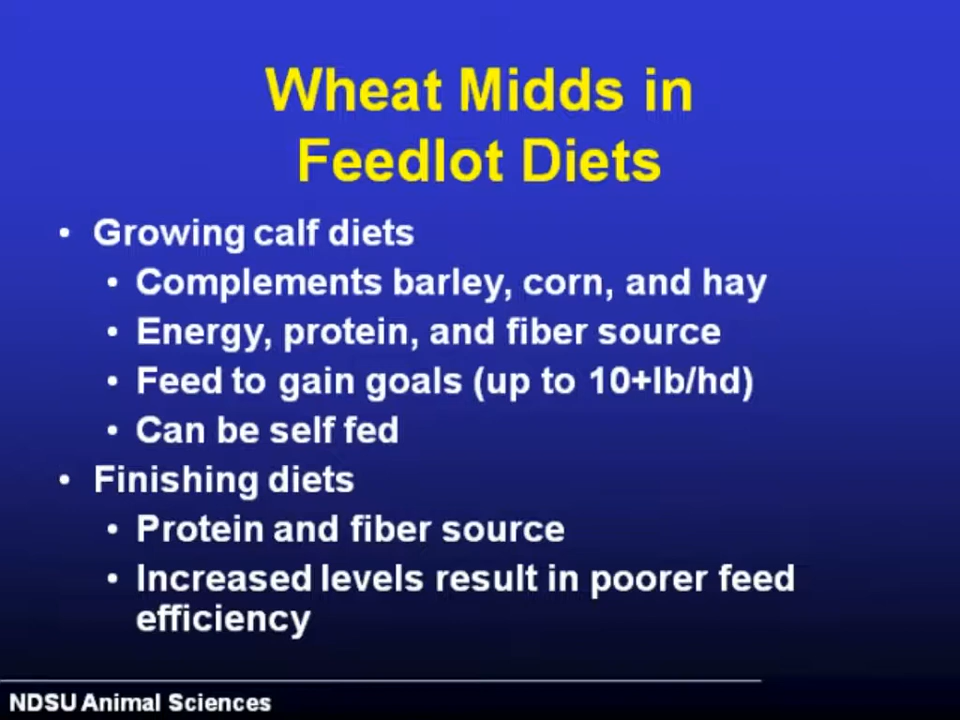 Wheat Midds in
Feedlot Diets
• Growing calf diets
• Complements barley, corn, and hay
• Energy, protein, and fiber source
• Feed to gain goals (up to 10+lb/hd)
• Can be self fed
• Finishing diets
• Protein and fiber source
• Increased levels result in poorer feed
efficiency
NDSU Animal Sciences